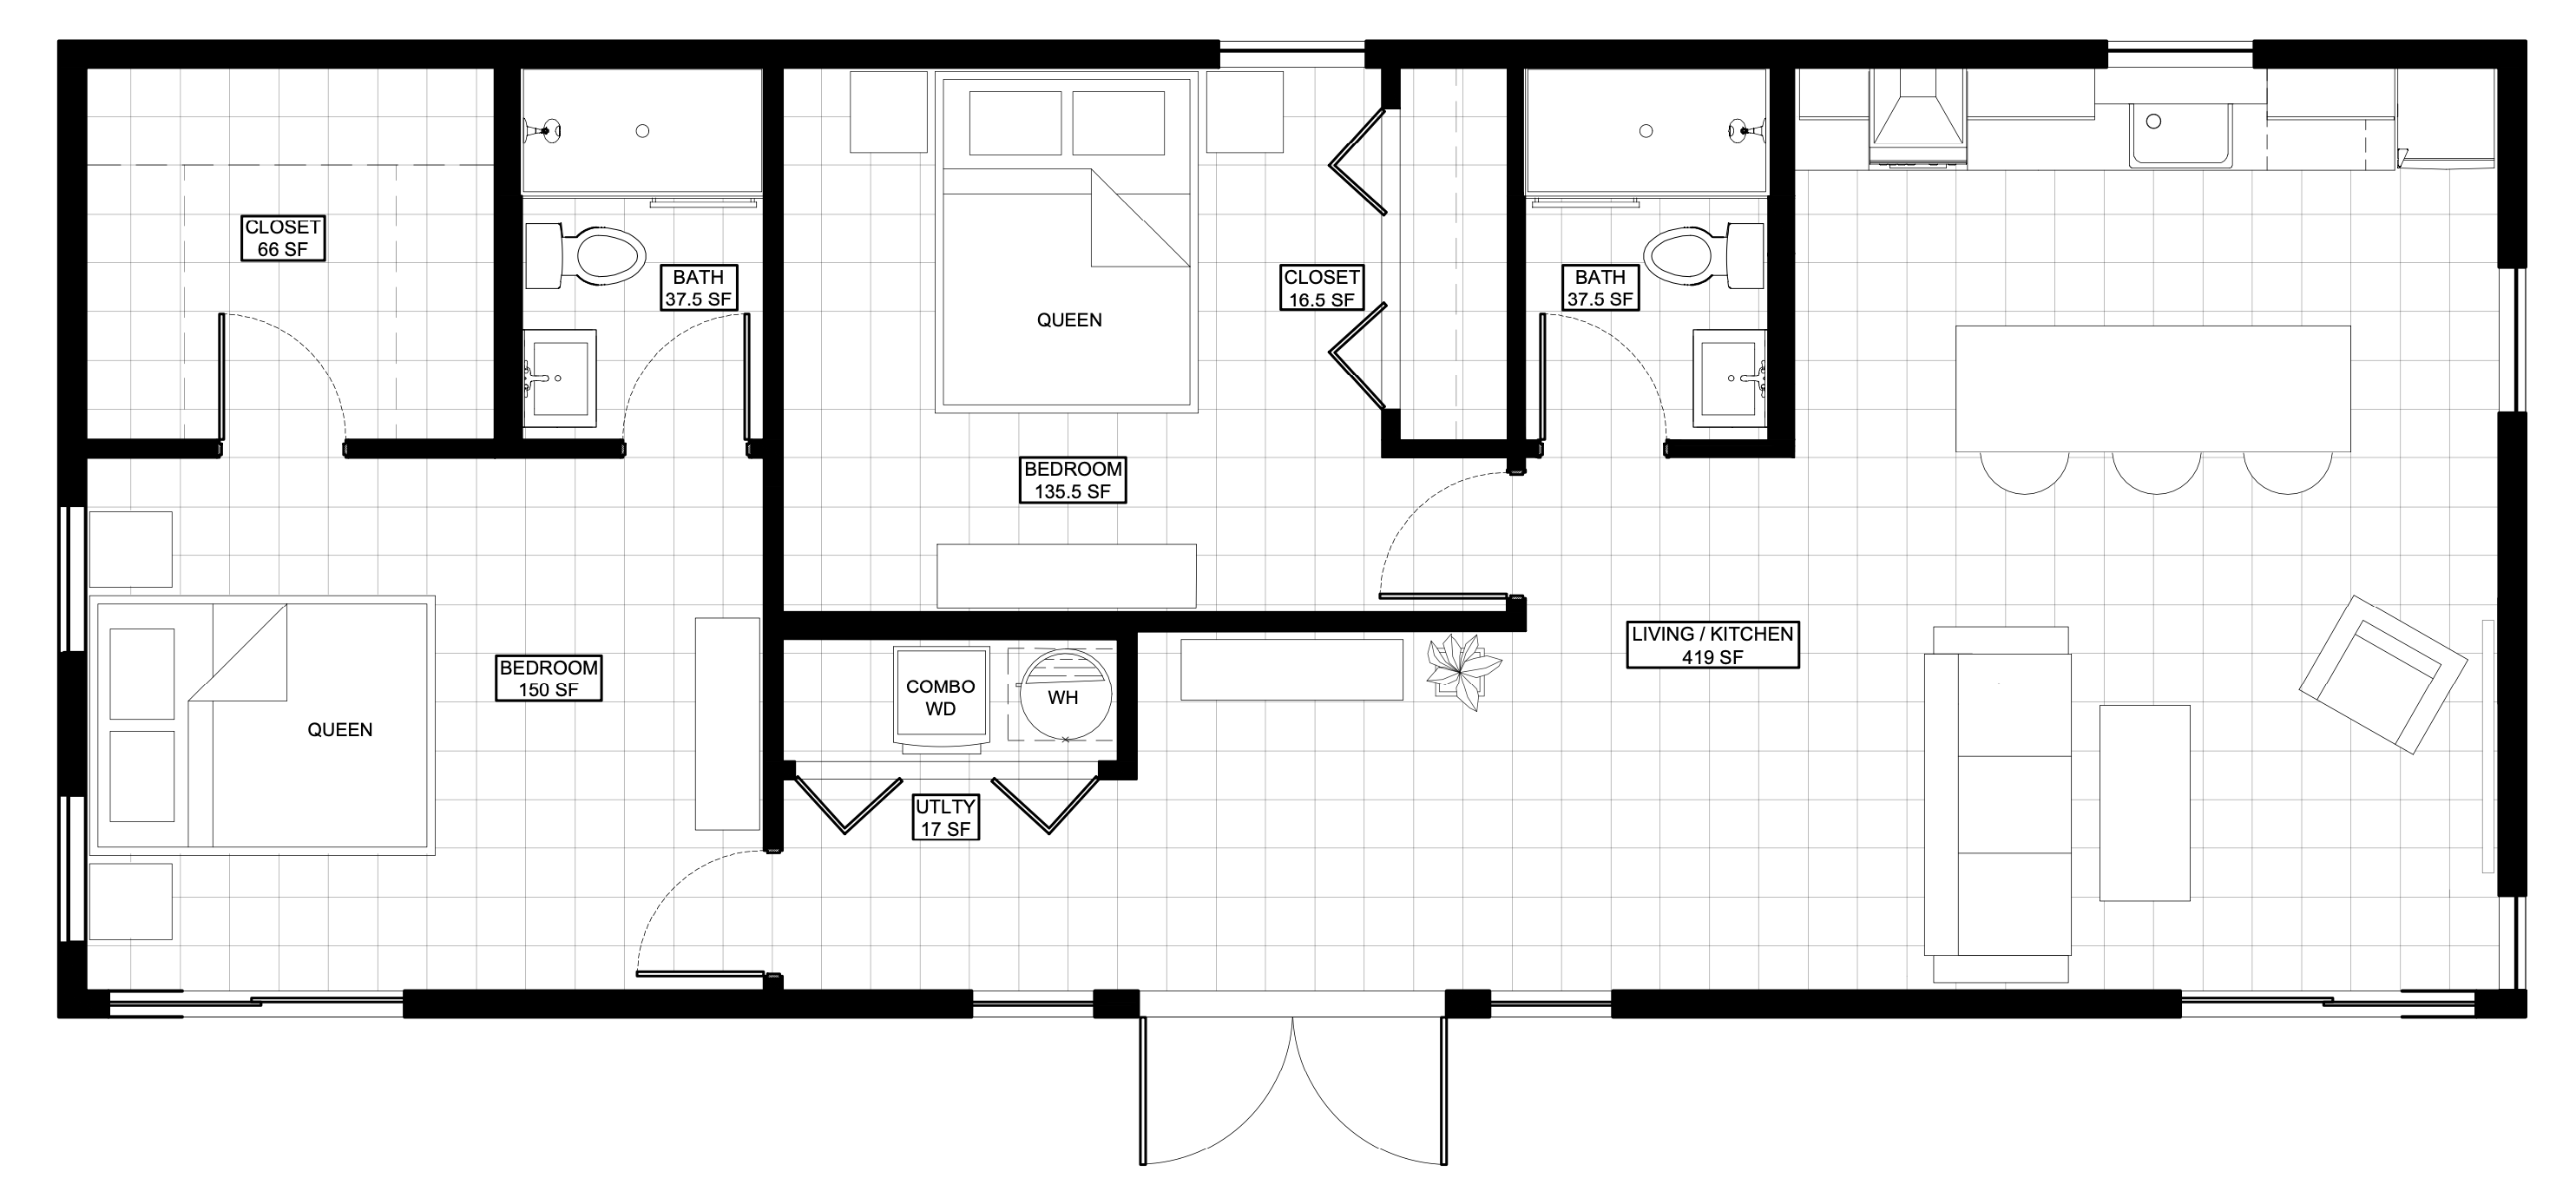 CLOSET
66 SF
BATH
37.5 SF
QUEEN
CLOSET
16.5 SF
BATH
37.5 SF
BEDROOM
135.5 SF
BEDROOM
150 SF
QUEEN
COMBO
WD
WH
UTLTY
17 SF
LIVING / KITCHEN
419 SF